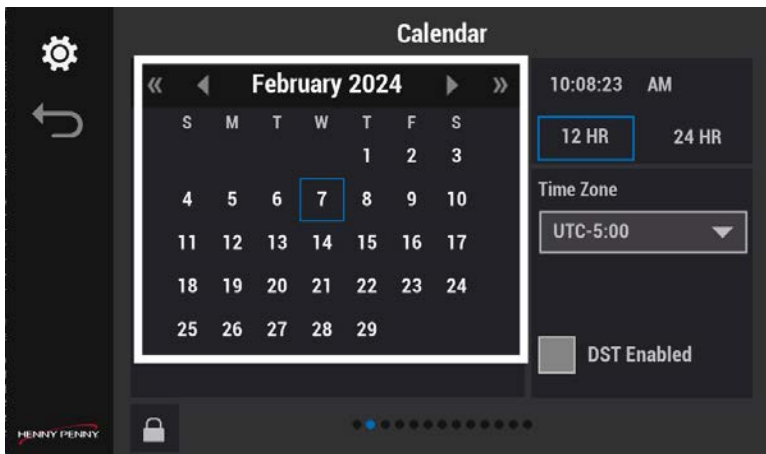 Calendar
« February 2024 »
S M T W T F S
1 2 3
4 5 6 7 8 9 10
11 12 13 14 15 16 17
18 19 20 21 22 23 24
25 26 27 28 29
10:08:23 AM
12 HR 24 HR
Time Zone
UTC-5:00
DST Enabled
HENNY PENNY